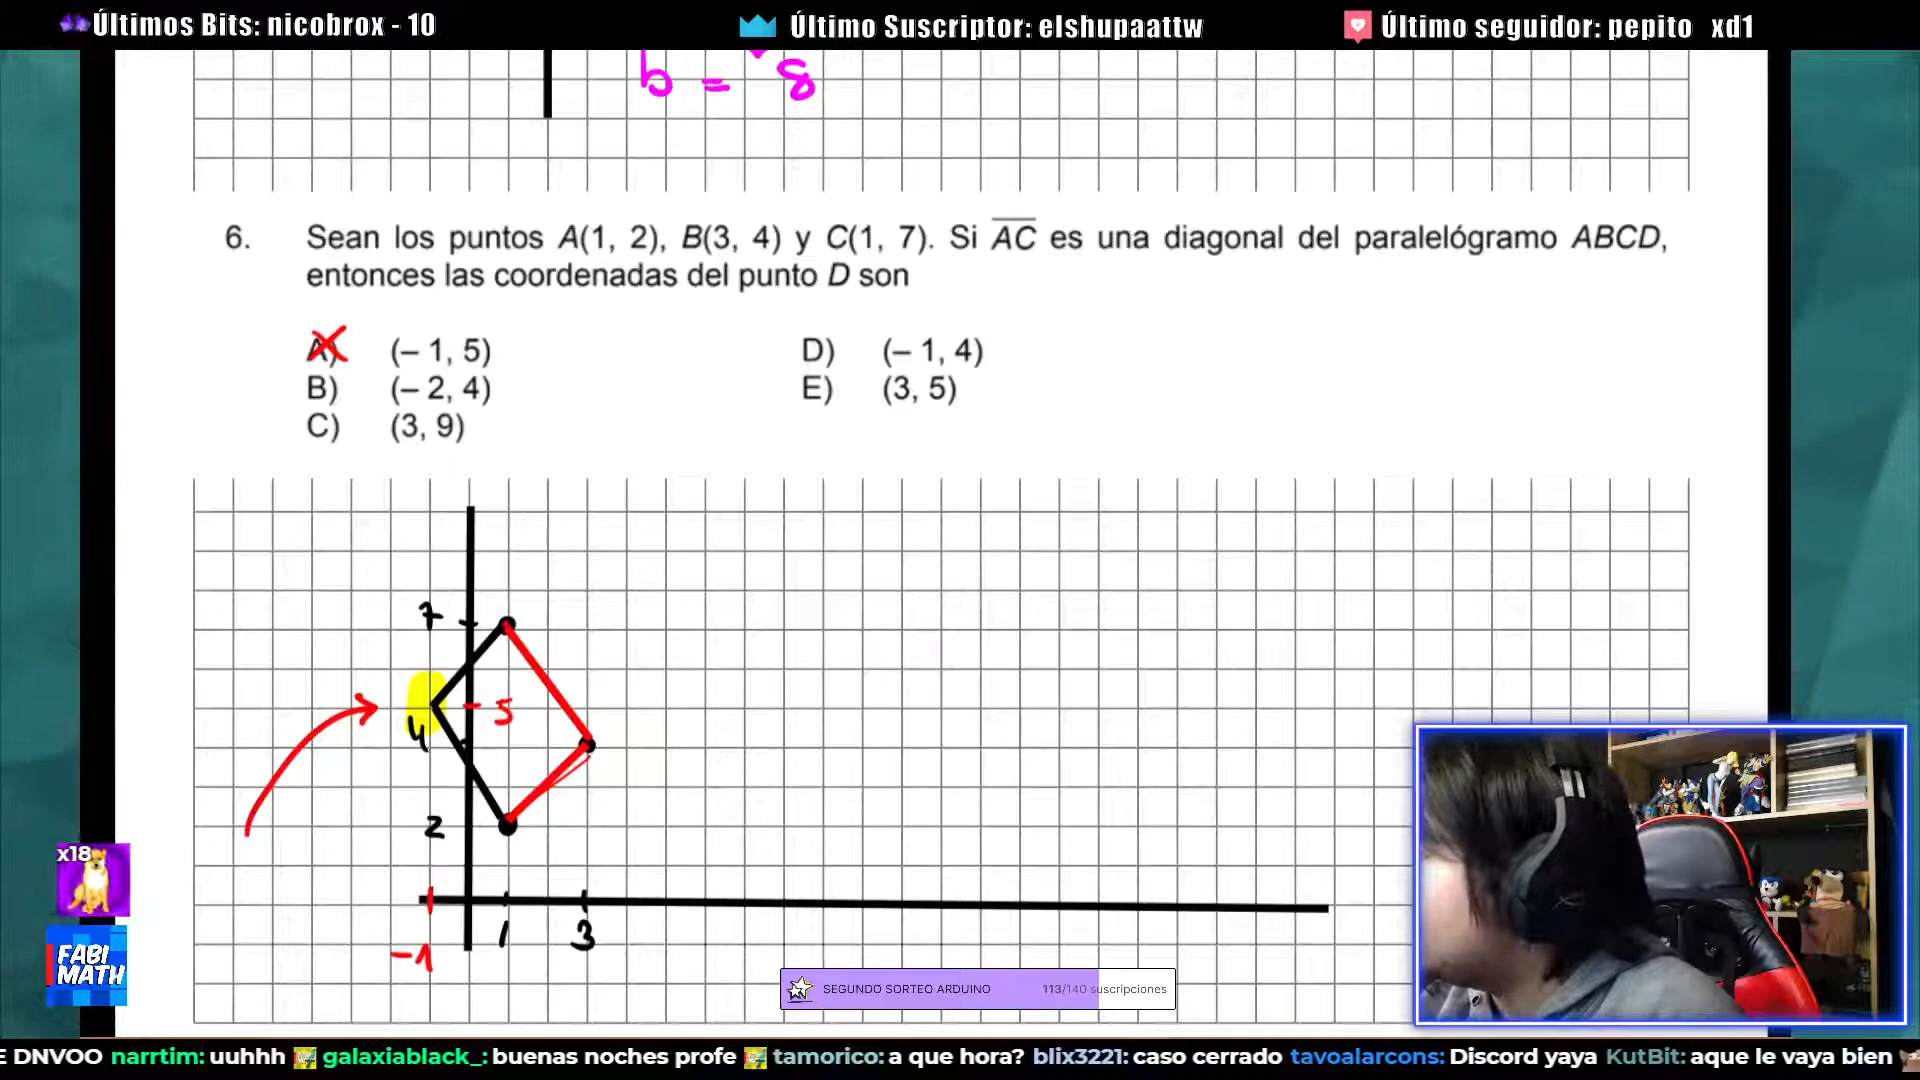 Últimos Bits: nicobrox - 10
Último Suscriptor: elshupaattw
Último seguidor: pepito xd1
b = 8
6. Sean los puntos A(1, 2), B(3, 4) y C(1, 7). Si AC es una diagonal del paralelógramo ABCD,
entonces las coordenadas del punto D son
A) (– 1, 5)
D) (– 1, 4)
B) (– 2, 4)
E) (3, 5)
C) (3, 9)
7
5
4
2
1
3
-1
x18
FABI
MATH
SEGUNDO SORTEO ARDUINO 113/140 suscripciones
E DNVOO narrtim: uuhhh galaxiablack_: buenas noches profe tamorico: a que hora? blix3221: caso cerrado tavoalarcons: Discord yaya KutBit: aque le vaya bien